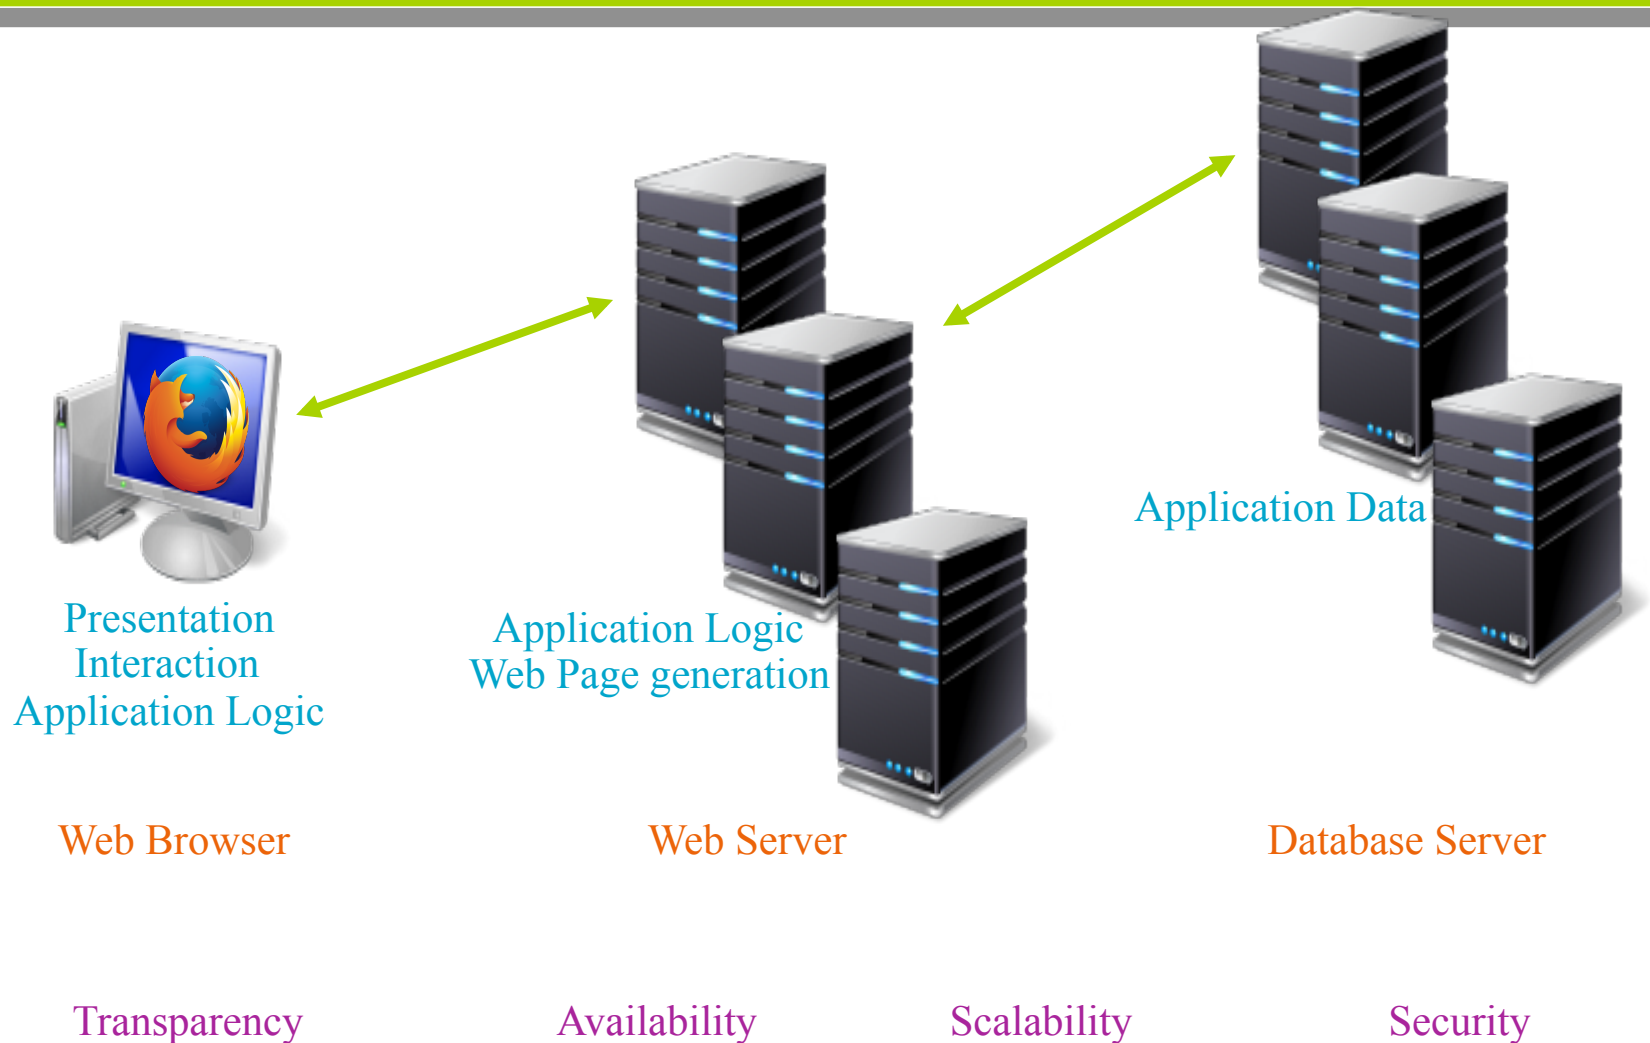 Application Data
Presentation
Interaction
Application Logic
Application Logic
Web Page generation
Web Browser
Web Server
Database Server
Transparency
Availability
Scalability
Security